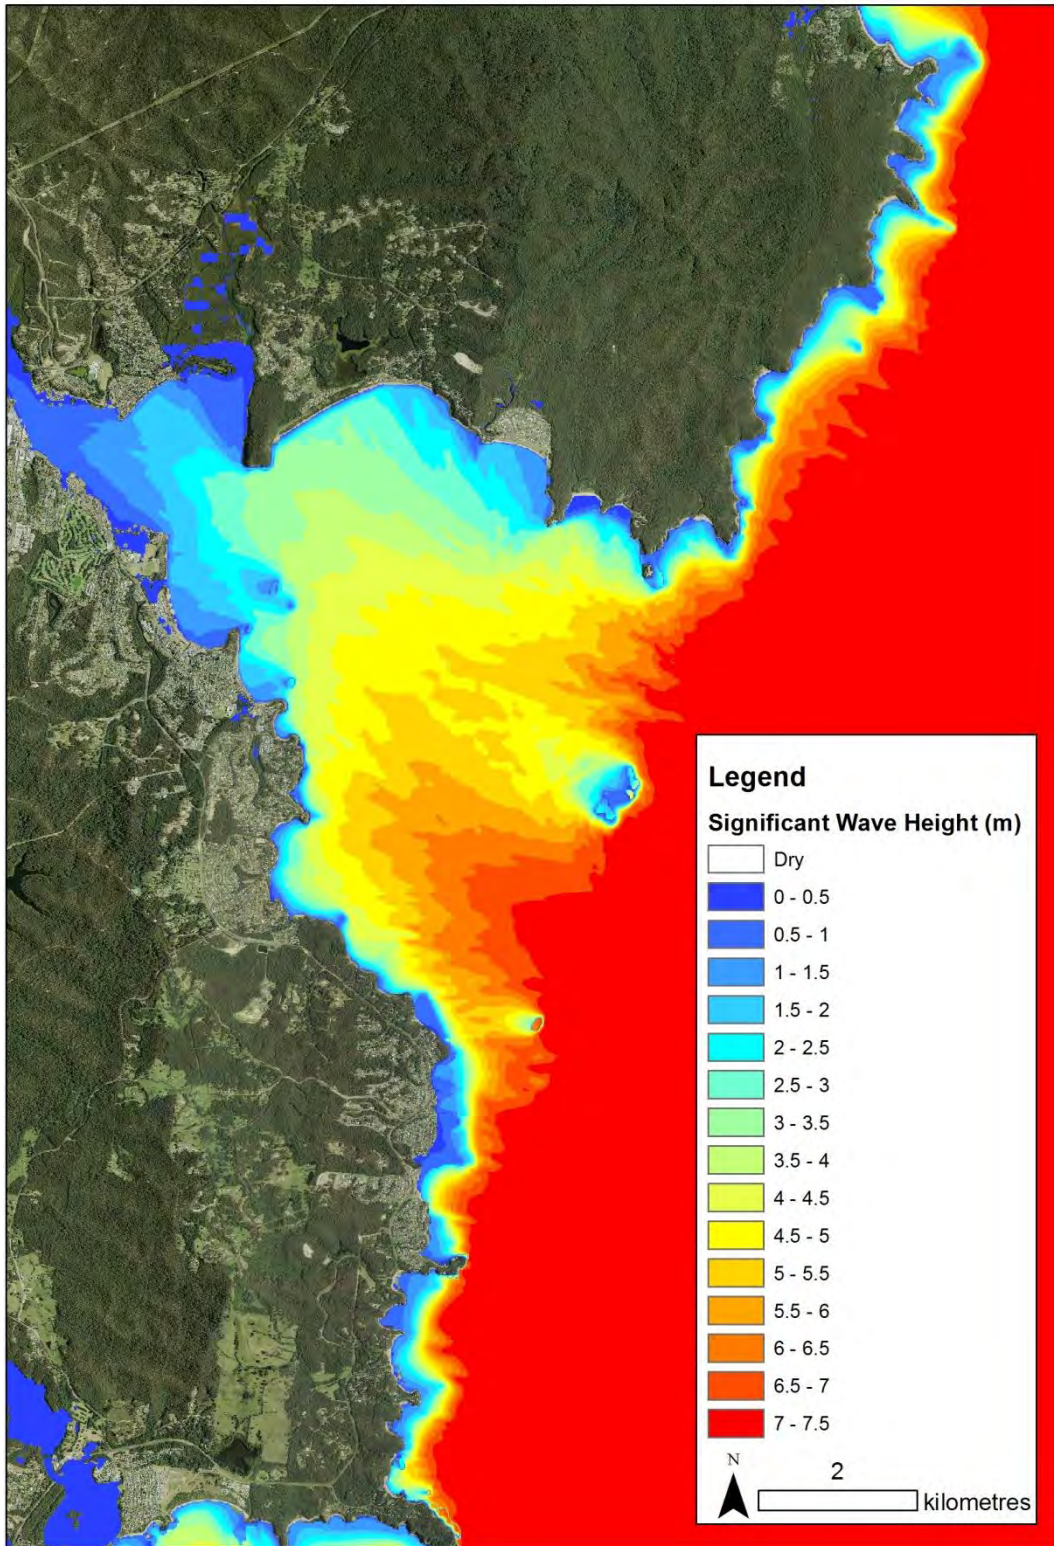 Legend
Significant Wave Height (m)
Dry
0 - 0.5
0.5 - 1
1 - 1.5
1.5 - 2
2 - 2.5
2.5 - 3
3 - 3.5
3.5 - 4
4 - 4.5
4.5 - 5
5 - 5.5
5.5 - 6
6 - 6.5
6.5 - 7
7 - 7.5
N
2
kilometres